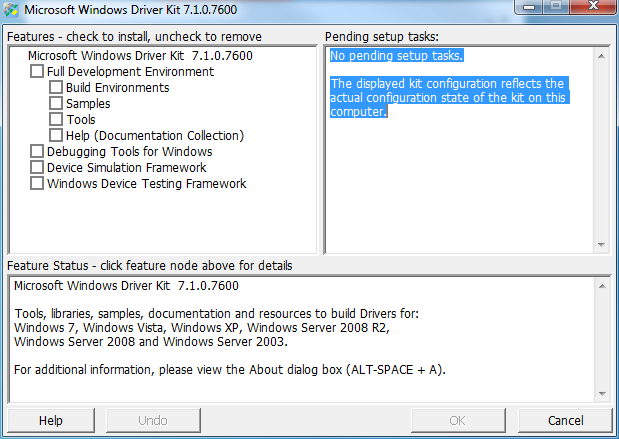 Microsoft Windows Driver Kit 7.1.0.7600
Features - check to install, uncheck to remove
Microsoft Windows Driver Kit 7.1.0.7600
Full Development Environment
Build Environments
Samples
Tools
Help (Documentation Collection)
Debugging Tools for Windows
Device Simulation Framework
Windows Device Testing Framework
Pending setup tasks:
No pending setup tasks.
The displayed kit configuration reflects the
actual configuration state of the kit on this
computer.
Feature Status - click feature node above for details
Microsoft Windows Driver Kit 7.1.0.7600
Tools, libraries, samples, documentation and resources to build Drivers for:
Windows 7, Windows Vista, Windows XP, Windows Server 2008 R2,
Windows Server 2008 and Windows Server 2003.
For additional information, please view the About dialog box (ALT-SPACE + A).
Help
Undo
OK
Cancel